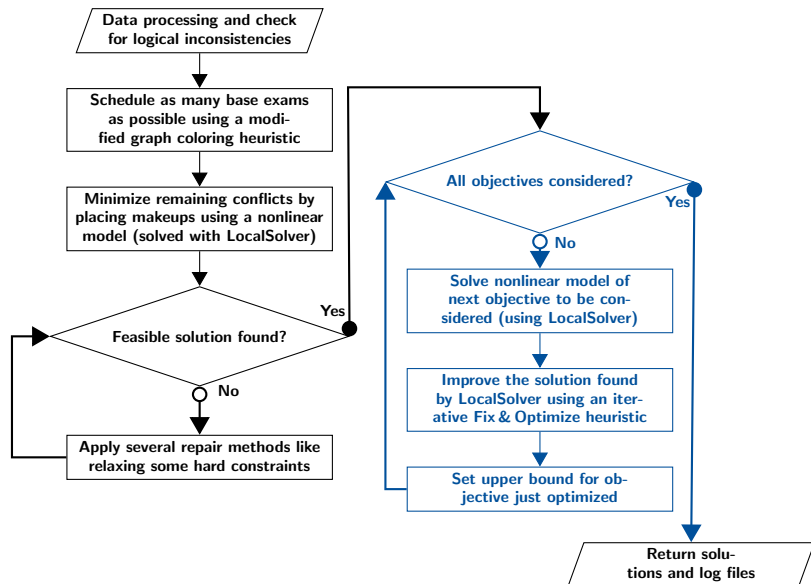 Data processing and check
for logical inconsistencies
Schedule as many base exams
as possible using a modi-
fied graph coloring heuristic
Minimize remaining conflicts by
placing makeups using a nonlinear
model (solved with LocalSolver)
Feasible solution found?
Yes
No
Apply several repair methods like
relaxing some hard constraints
All objectives considered?
Yes
No
Solve nonlinear model of
next objective to be con-
sidered (using LocalSolver)
Improve the solution found
by LocalSolver using an iter-
ative Fix & Optimize heuristic
Set upper bound for ob-
jective just optimized
Return solu-
tions and log files